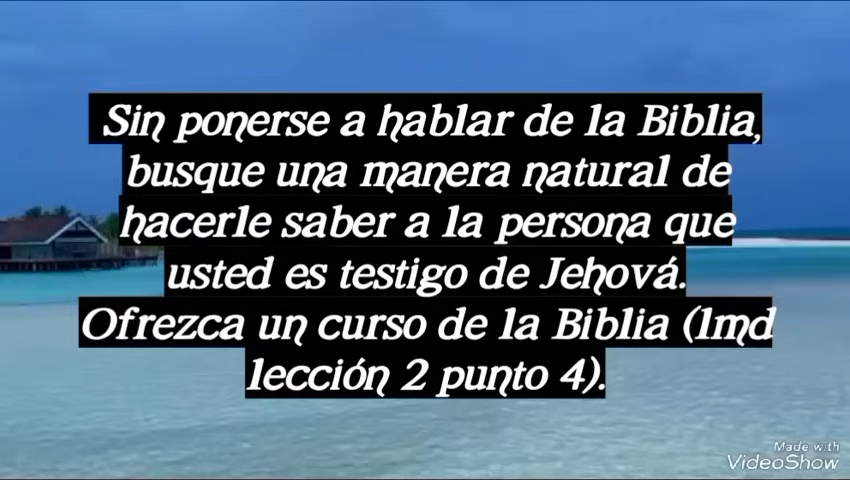 Sin ponerse a hablar de la Biblia,
busque una manera natural de
hacerle saber a la persona que
usted es testigo de Jehová.
Ofrezca un curso de la Biblia (lmd
lección 2 punto 4).
Made with
VideoShow